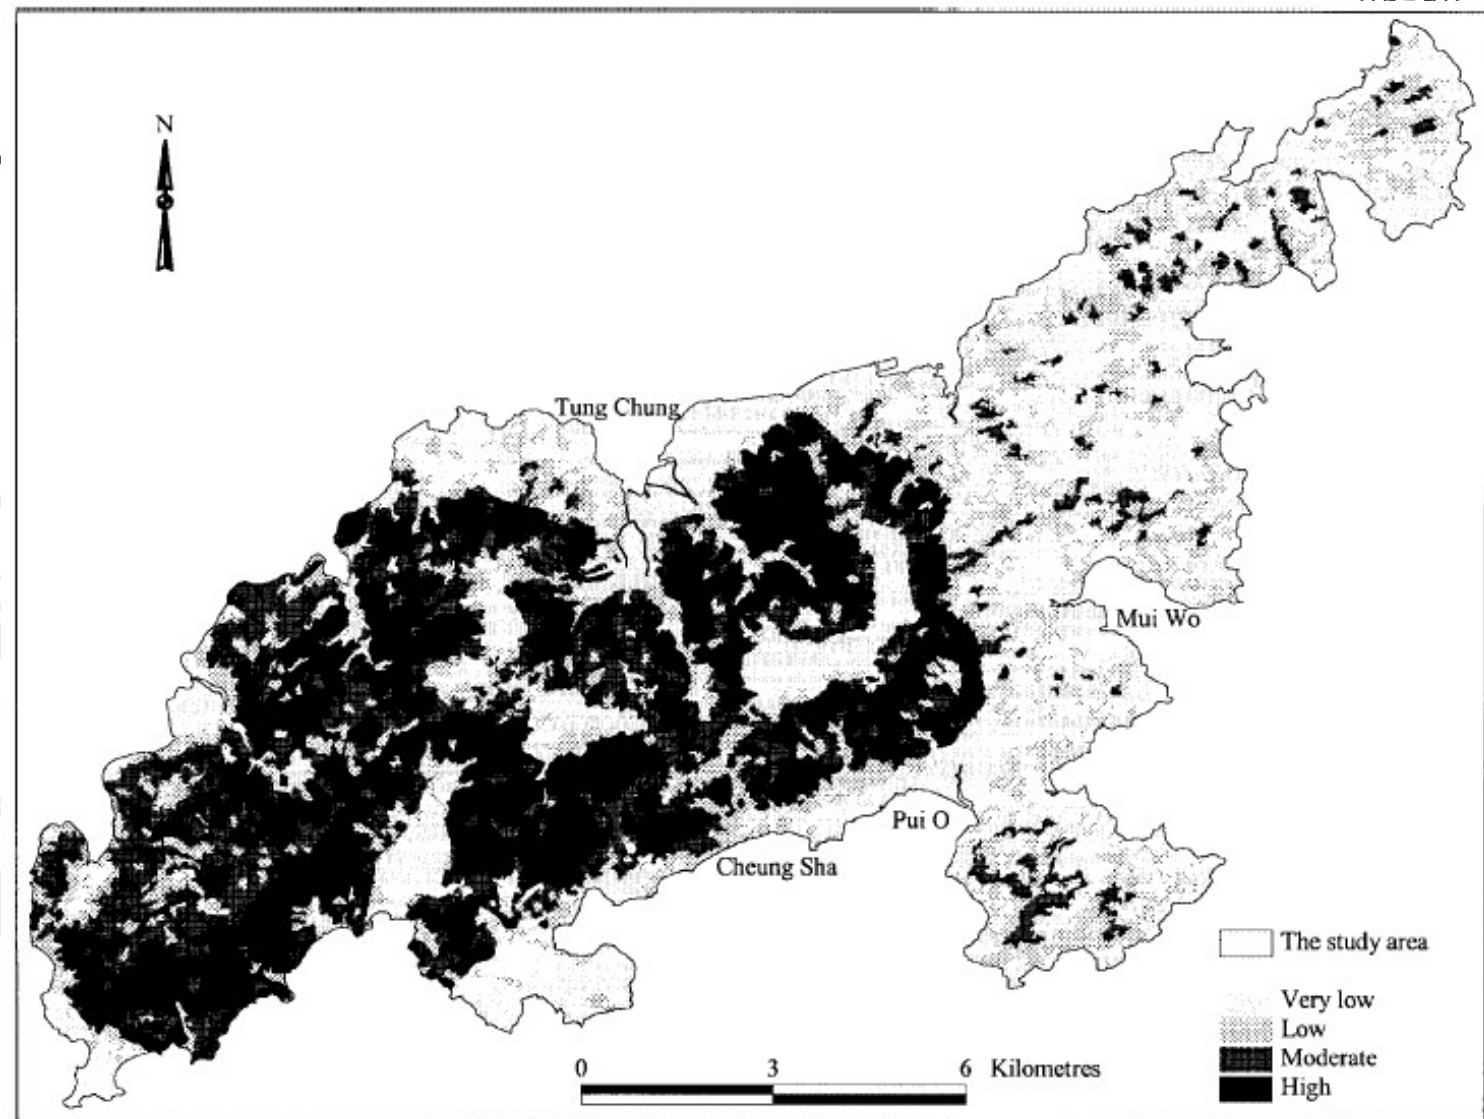 N
Tung Chung
Mui Wo
Pui O
Cheung Sha
The study area
Very low
Low
Moderate
High
0 3 6 Kilometres